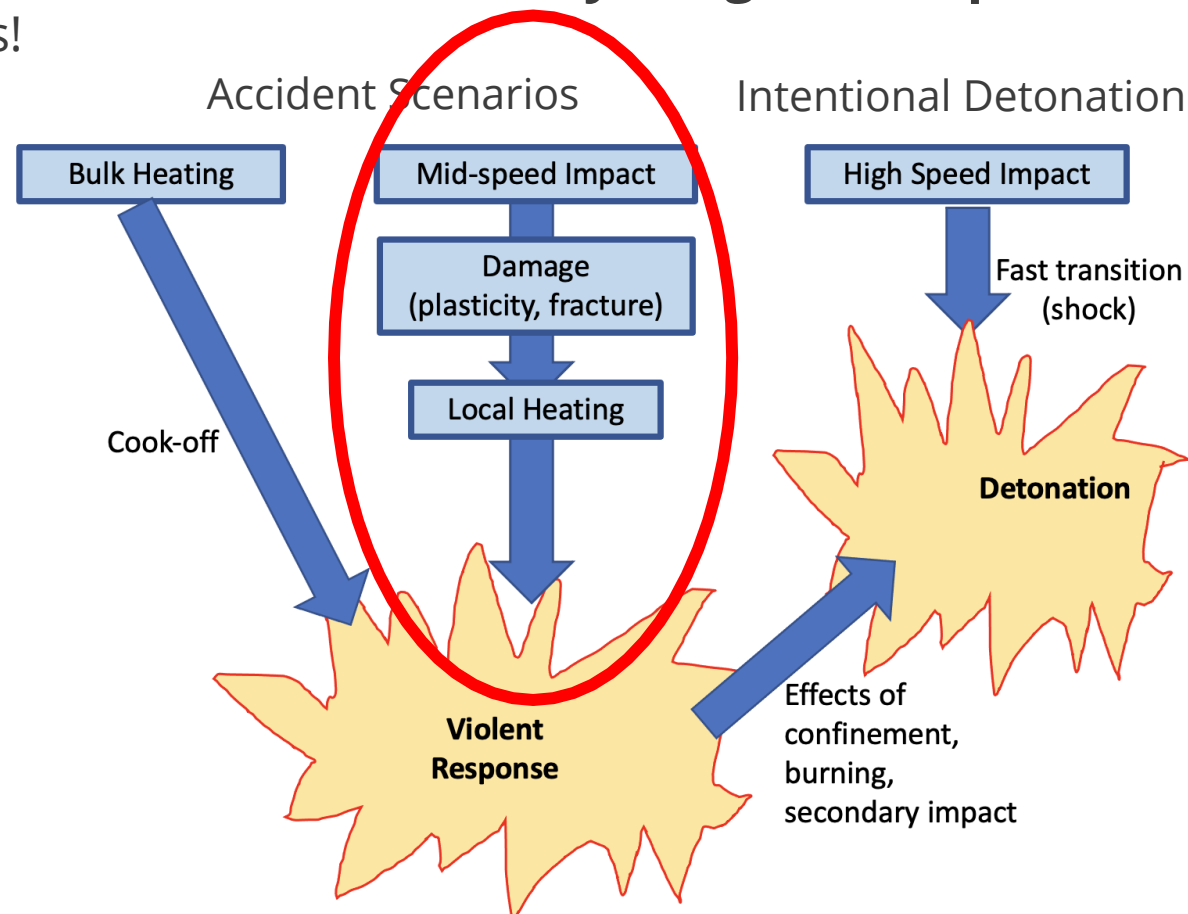 s!
Accident Scenarios
Intentional Detonation
Bulk Heating
Mid-speed Impact
High Speed Impact
Damage
(plasticity, fracture)
Fast transition
(shock)
Local Heating
Cook-off
Detonation
Effects of
confinement,
burning,
secondary impact
Violent
Response